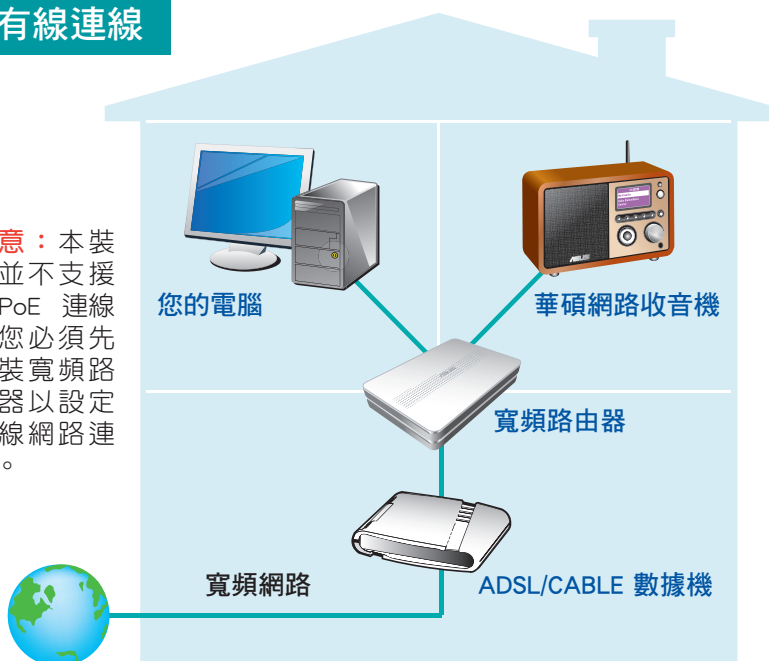 有線連線
意：本裝
並不支援
PoE 連線
您必須先
裝寬頻路
器以設定
線網路連
。
您的電腦
華碩網路收音機
寬頻路由器
寬頻網路
ADSL/CABLE 數據機